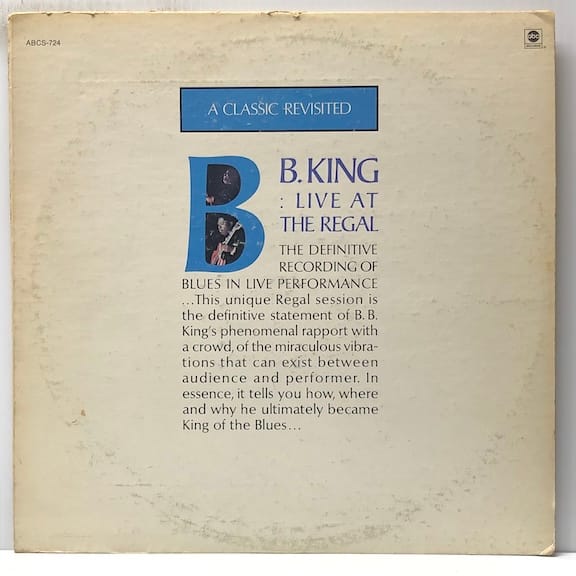 ABCS-724
abc
RECORDS
A CLASSIC REVISITED
B B. KING
: LIVE AT
THE REGAL
THE DEFINITIVE
RECORDING OF
BLUES IN LIVE PERFORMANCE
...This unique Regal session is
the definitive statement of B. B.
King's phenomenal rapport with
a crowd, of the miraculous vibra-
tions that can exist between
audience and performer. In
essence, it tells you how, where
and why he ultimately became
King of the Blues...